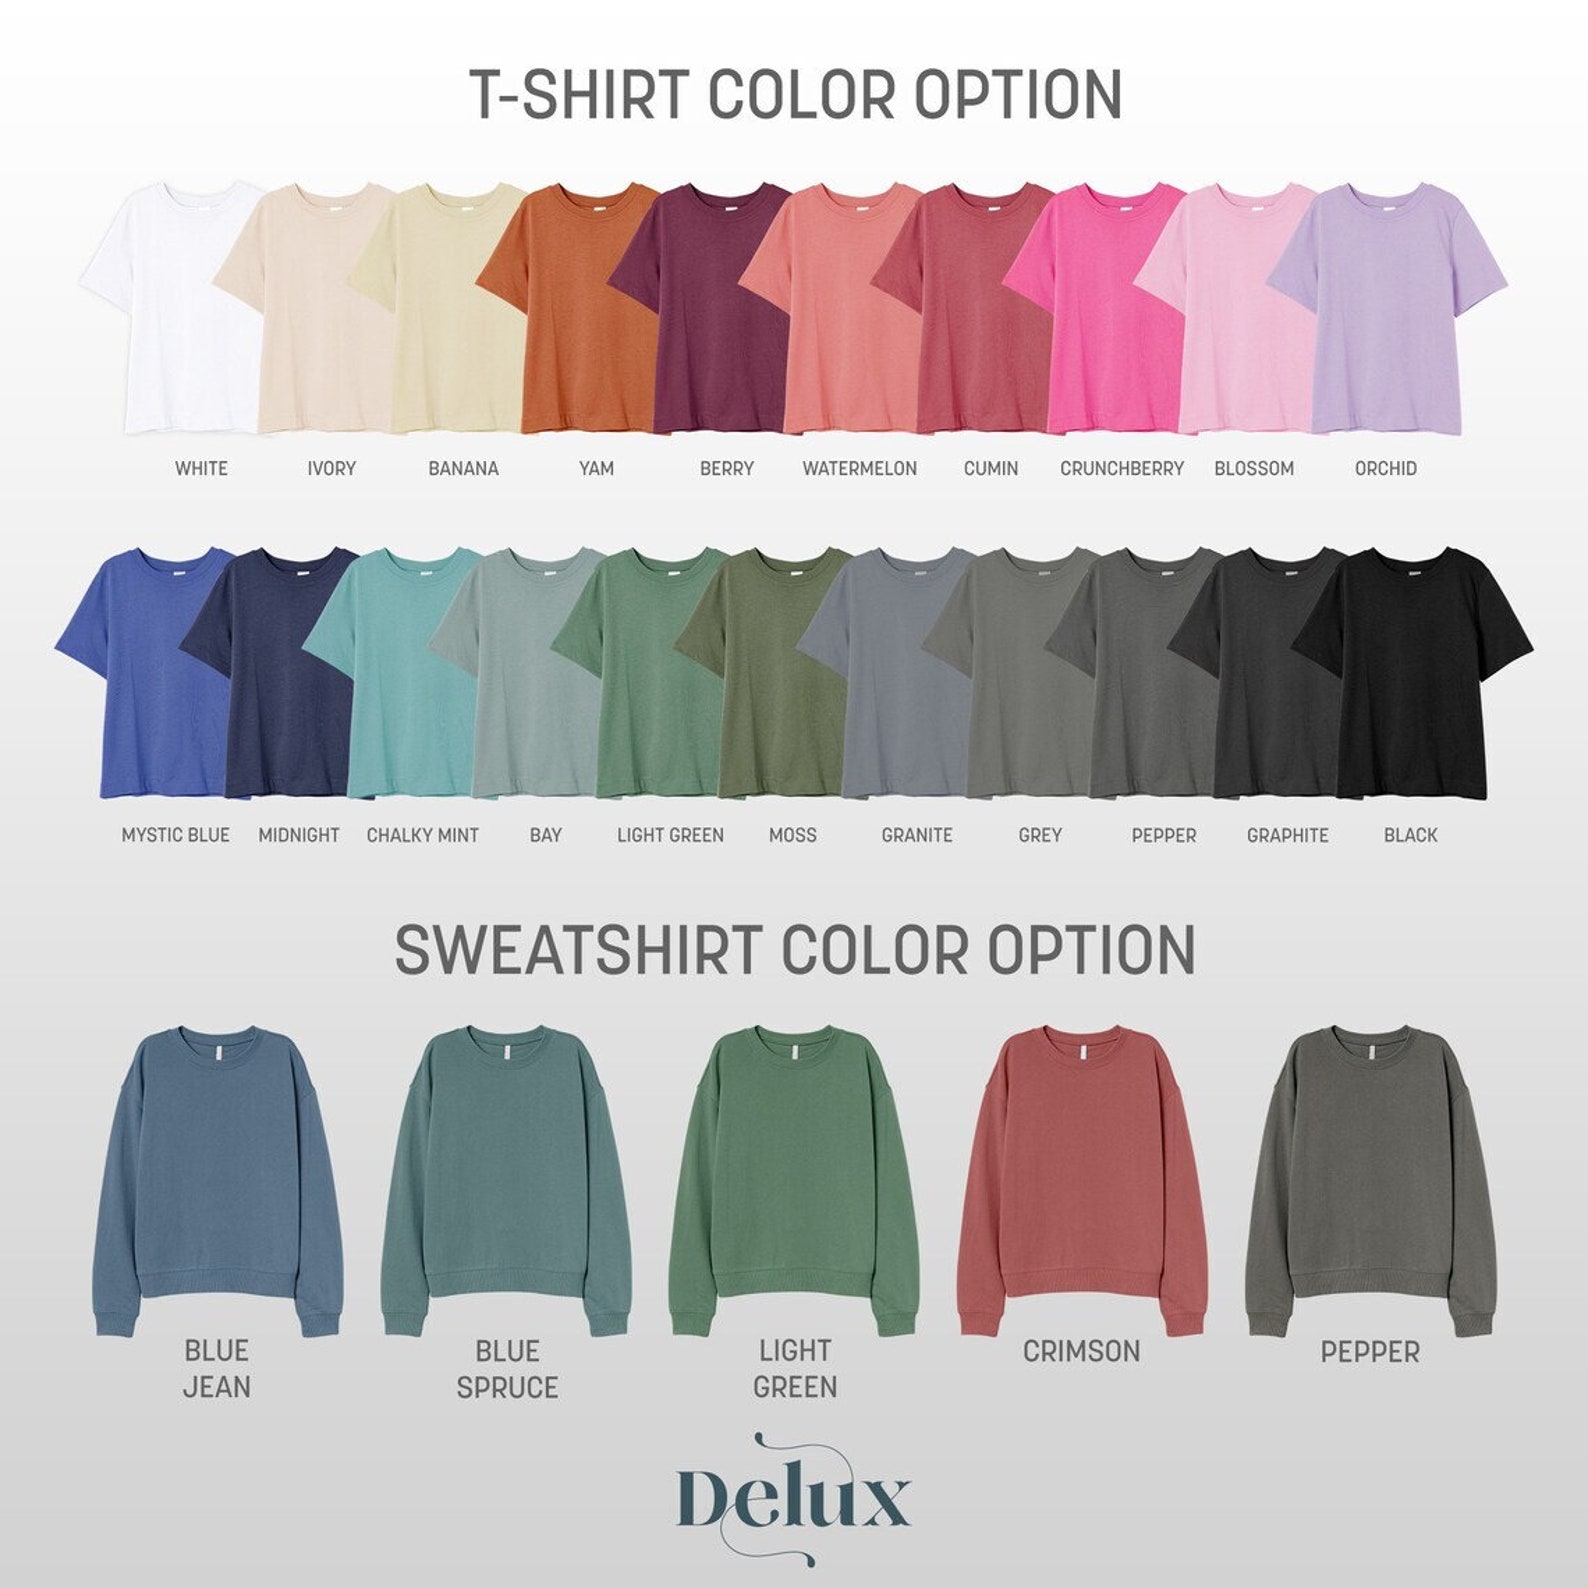 T-SHIRT COLOR OPTION
WHITE IVORY BANANA YAM BERRY WATERMELON CUMIN CRUNCHBERRY BLOSSOM ORCHID
MYSTIC BLUE MIDNIGHT CHALKY MINT BAY LIGHT GREEN MOSS GRANITE GREY PEPPER GRAPHITE BLACK
SWEATSHIRT COLOR OPTION
BLUE
JEAN
BLUE
SPRUCE
LIGHT
GREEN
CRIMSON
PEPPER
Delux